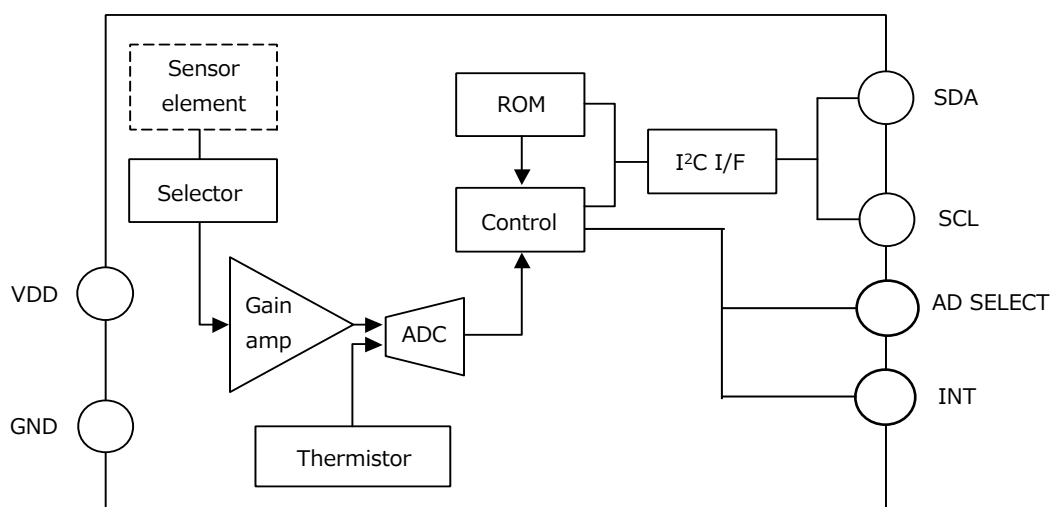 Sensor
element
Selector
VDD
GND
Gain
amp
ADC
Thermistor
ROM
Control
I²C I/F
SDA
SCL
AD SELECT
INT